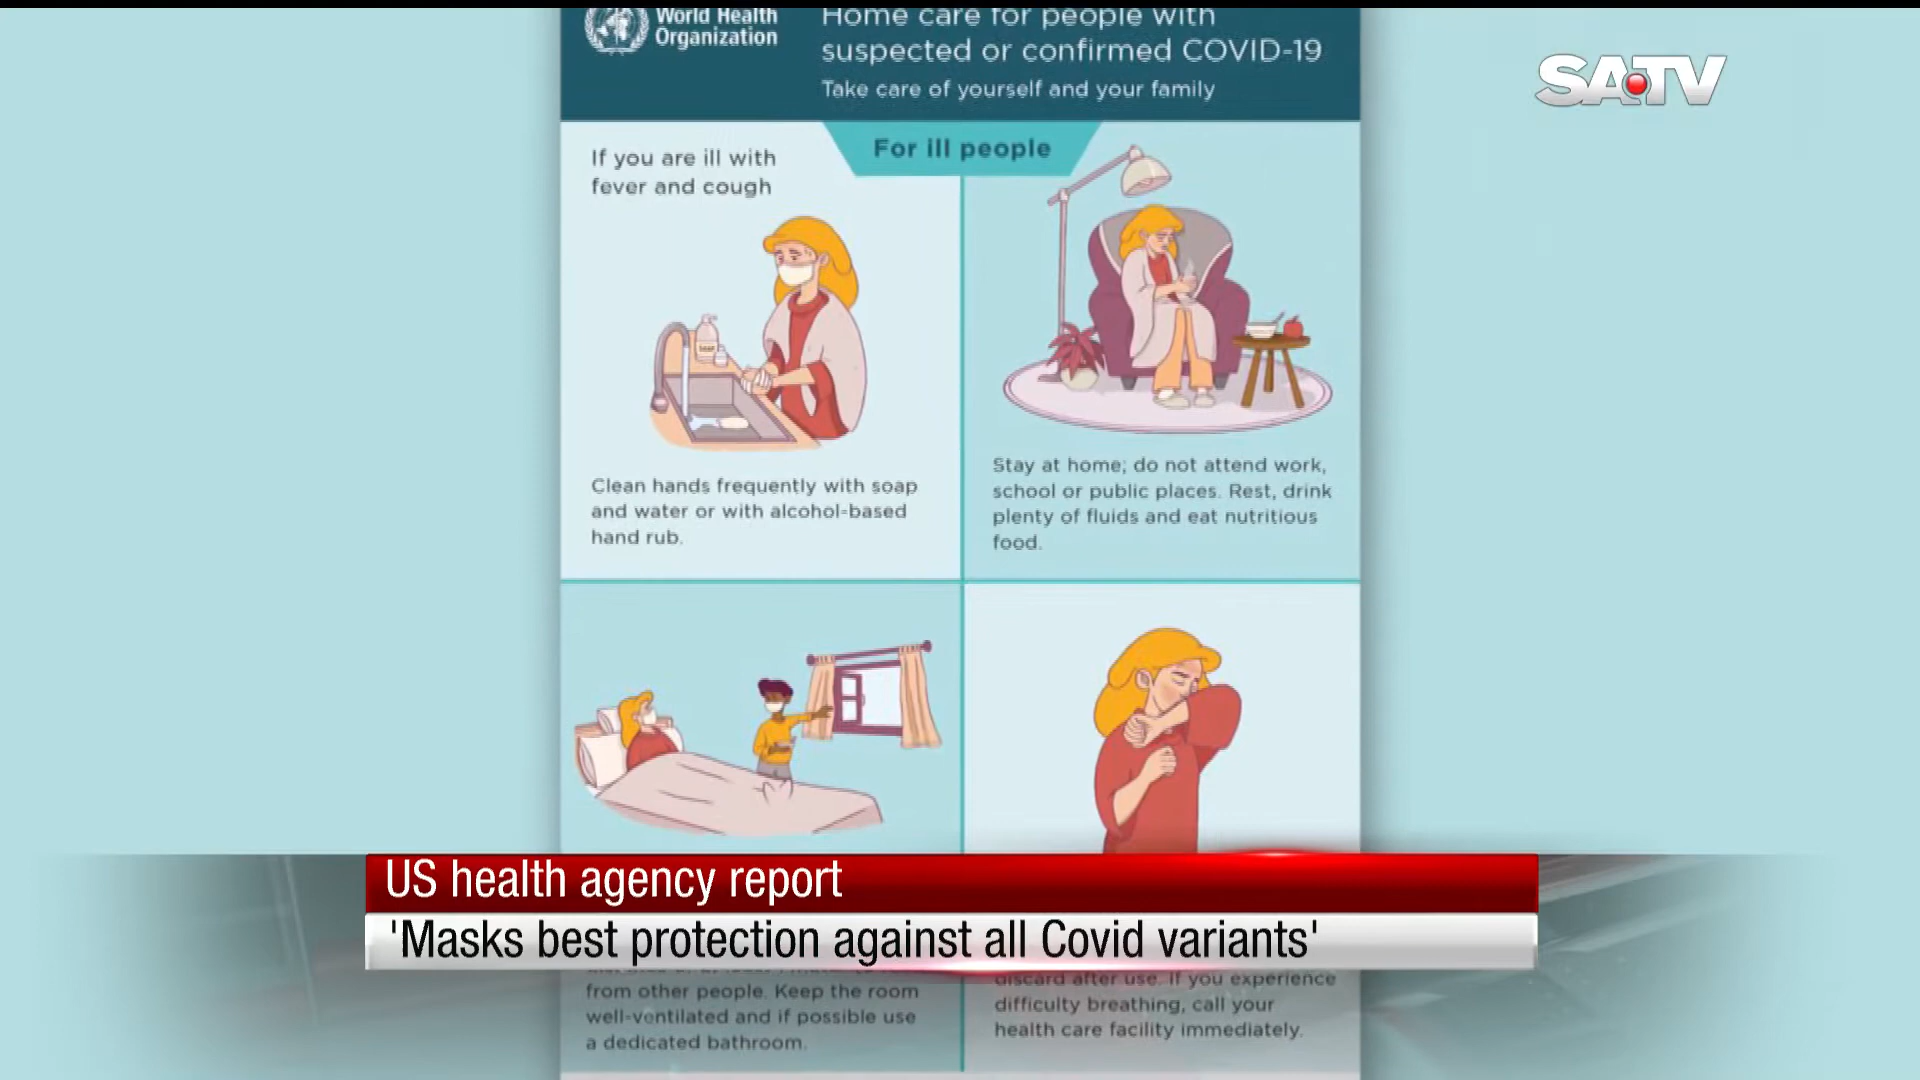 World Health
Organization
Home care for people with
suspected or confirmed COVID-19
Take care of yourself and your family
SATV
For ill people
If you are ill with
fever and cough
SOAP
Clean hands frequently with soap
and water or with alcohol-based
hand rub.
Stay at home; do not attend work,
school or public places. Rest, drink
plenty of fluids and eat nutritious
food.
US health agency report
'Masks best protection against all Covid variants'
from other people. Keep the room
well-ventilated and if possible use
a dedicated bathroom.
discard after use. If you experience
difficulty breathing, call your
health care facility immediately.